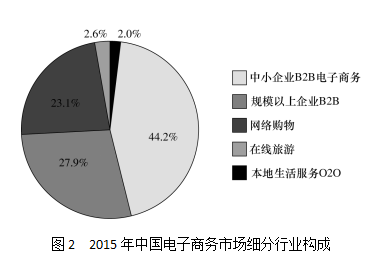 2.6%
2.0%
中小企业B2B电子商务
规模以上企业B2B
23.1%
网络购物
44.2%
在线旅游
27.9%
本地生活服务O2O
图2 2015年中国电子商务市场细分行业构成